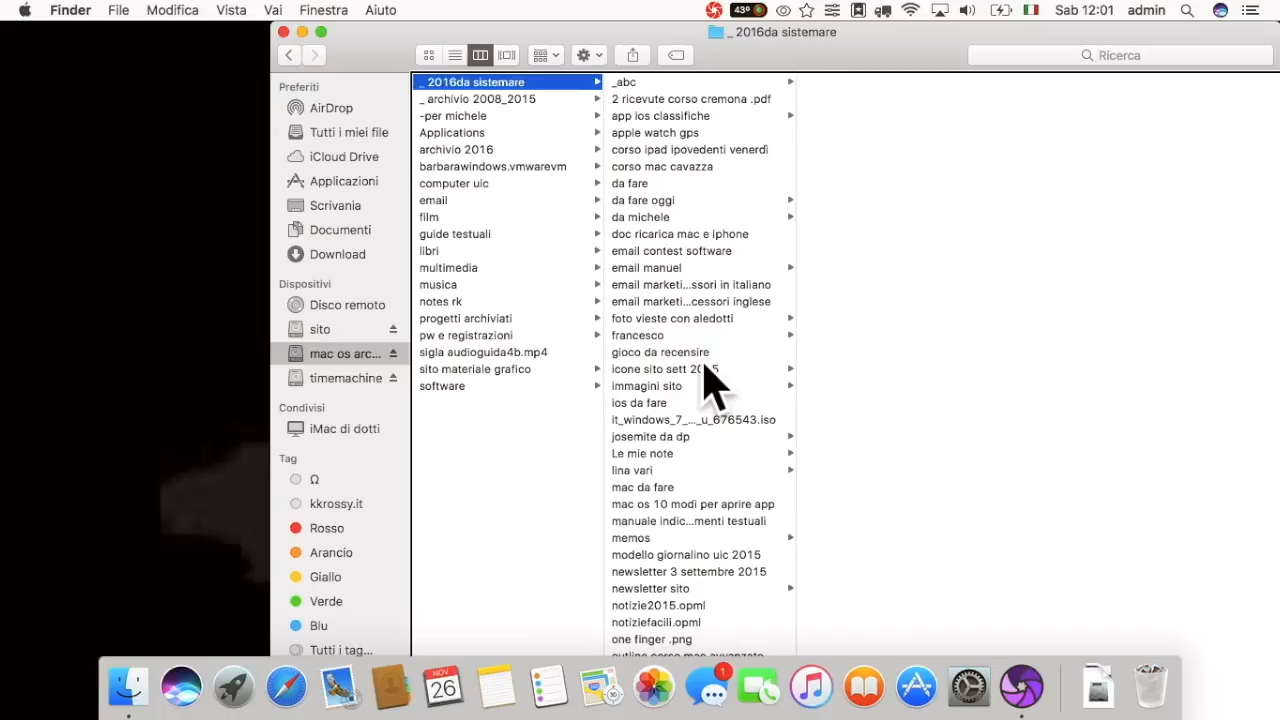 Finder File Modifica Vista Vai Finestra Aiuto 43° Sab 12:01 admin
_ 2016da sistemare
Ricerca
Preferiti
AirDrop
Tutti i miei file
iCloud Drive
Applicazioni
Scrivania
Documenti
Download
Dispositivi
Disco remoto
sito
mac os arc...
timemachine
Condivisi
iMac di dotti
Tag
Ω
kkrossy.it
Rosso
Arancio
Giallo
Verde
Blu
Tutti i tag...
_ 2016da sistemare
_ archivio 2008_2015
-per michele
Applications
archivio 2016
barbarawindows.vmwarevm
computer uic
email
film
guide testuali
libri
multimedia
musica
notes rk
progetti archiviati
pw e registrazioni
sigla audioguida4b.mp4
sito materiale grafico
software
_abc
2 ricevute corso cremona .pdf
app ios classifiche
apple watch gps
corso ipad ipovedenti venerdì
corso mac cavazza
da fare
da fare oggi
da michele
doc ricarica mac e iphone
email contest software
email manuel
email marketi...ssori in italiano
email marketi...cessori inglese
foto vieste con aledotti
francesco
gioco da recensire
icone sito sett 2015
immagini sito
ios da fare
it_windows_7_..._u_676543.iso
josemite da dp
Le mie note
lina vari
mac da fare
mac os 10 modi per aprire app
manuale indic...menti testuali
memos
modello giornalino uic 2015
newsletter 3 settembre 2015
newsletter sito
notizie2015.opml
notiziefacili.opml
one finger .png
NOV
26
1